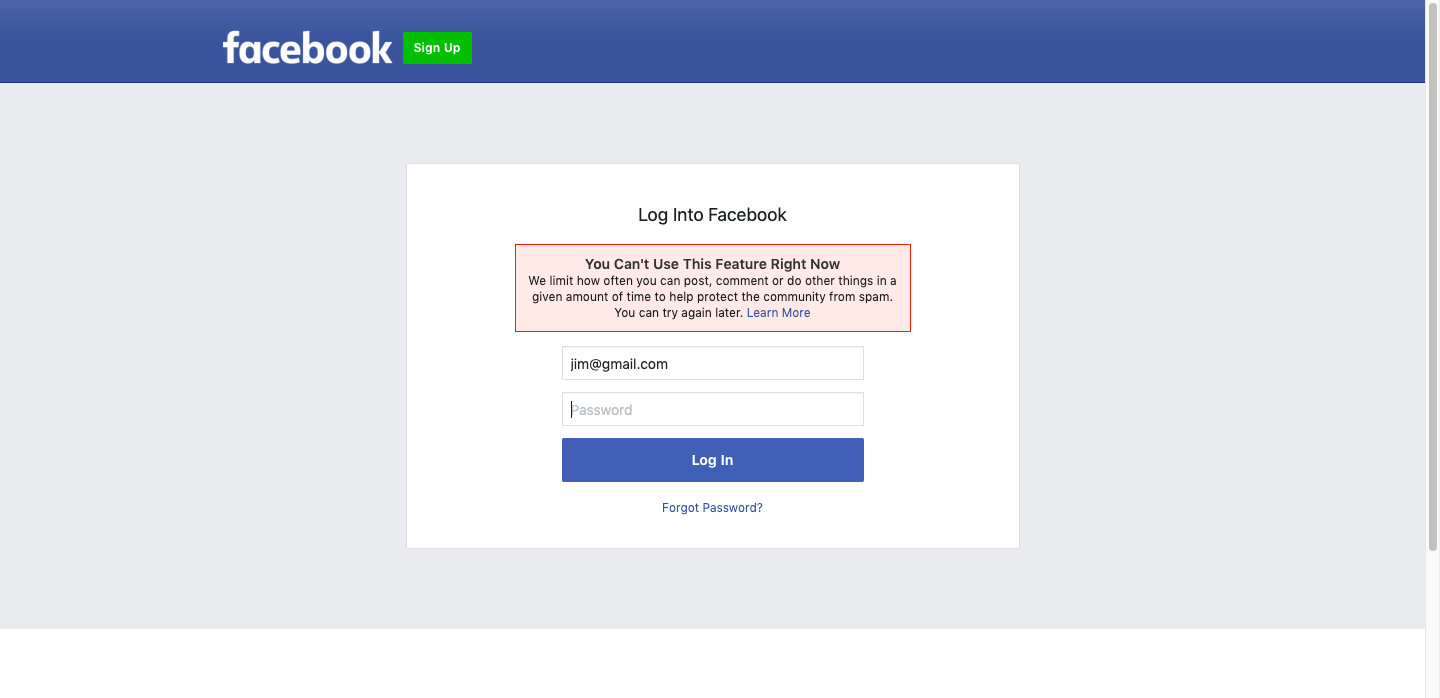 facebook Sign Up
Log Into Facebook
You Can't Use This Feature Right Now
We limit how often you can post, comment or do other things in a
given amount of time to help protect the community from spam.
You can try again later. Learn More
jim@gmail.com
Password
Log In
Forgot Password?